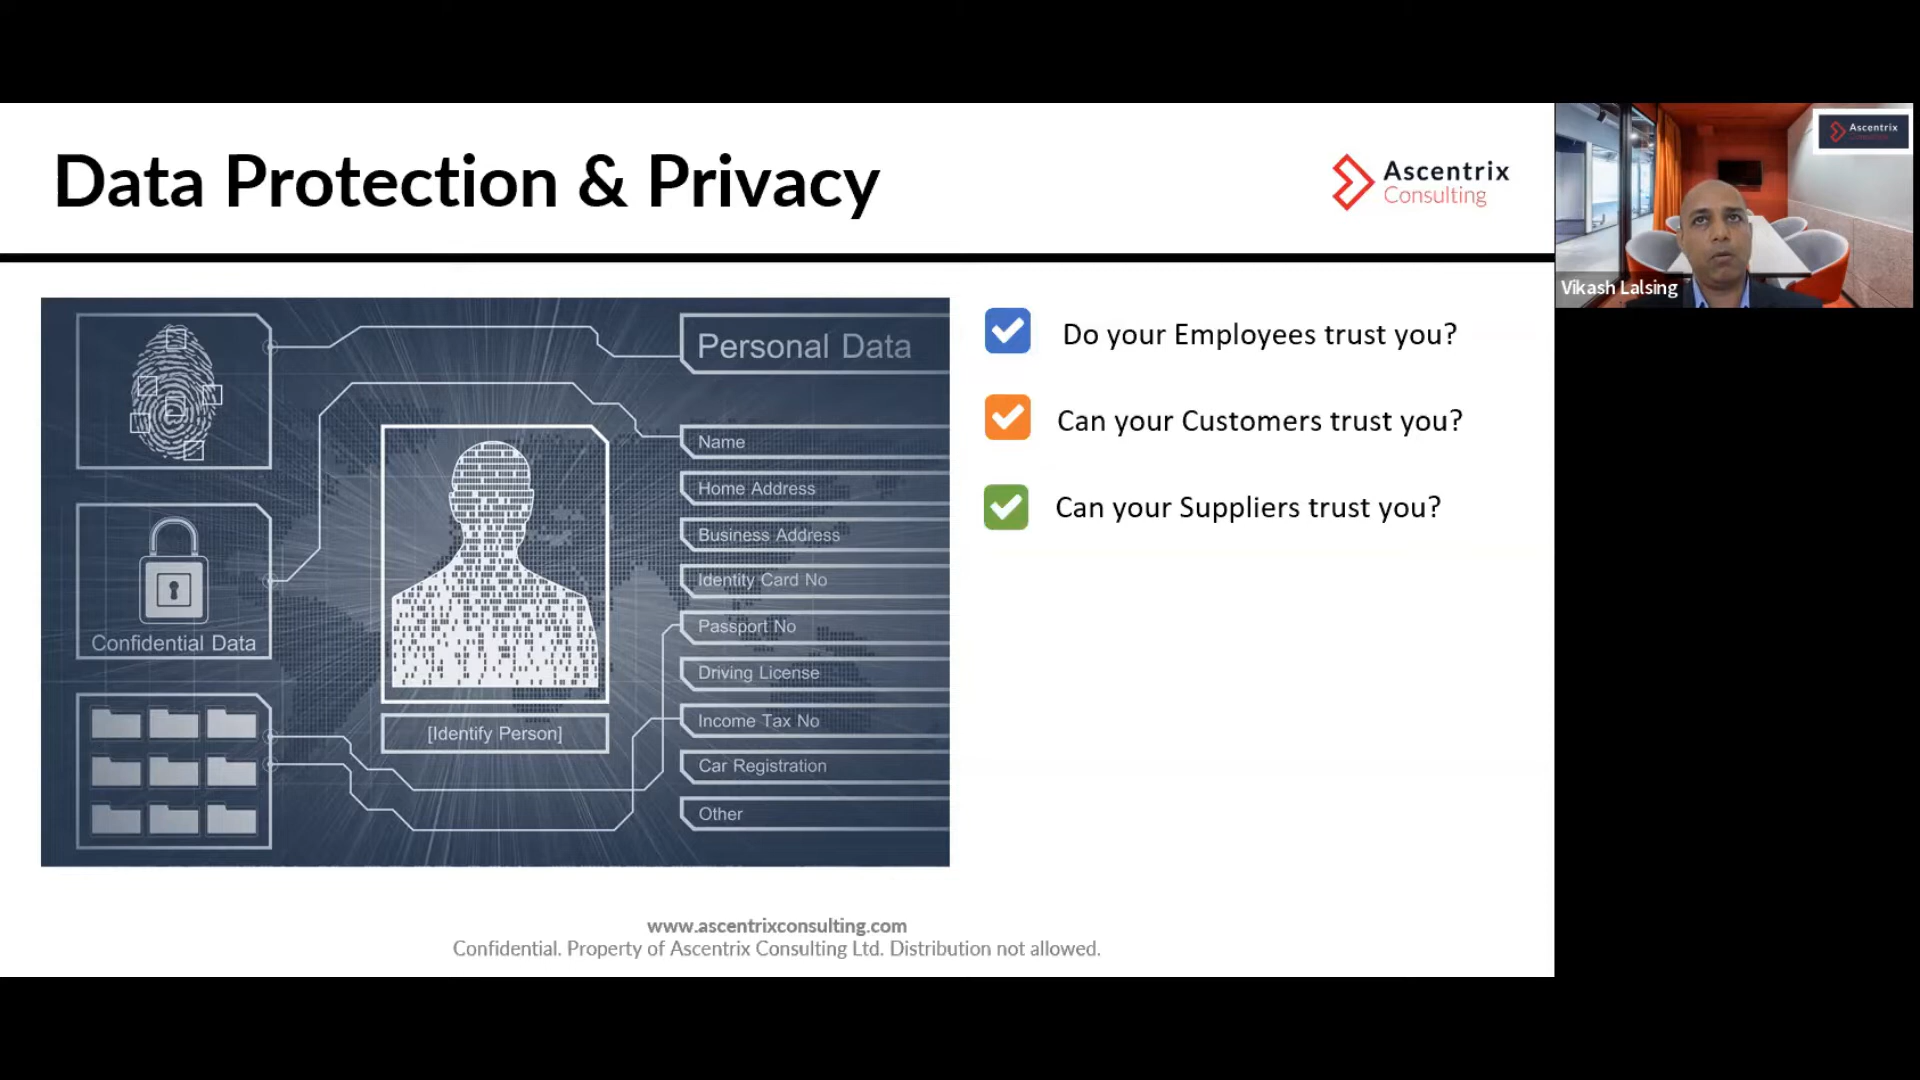 Data Protection & Privacy
Ascentrix
Consulting
Ascentrix
Vikash Lalsing
Personal Data
Name
Home Address
Business Address
Identity Card No
Passport No
Driving License
Income Tax No
Car Registration
Other
Confidential Data
[Identify Person]
Do your Employees trust you?
Can your Customers trust you?
Can your Suppliers trust you?
www.ascentrixconsulting.com
Confidential. Property of Ascentrix Consulting Ltd. Distribution not allowed.